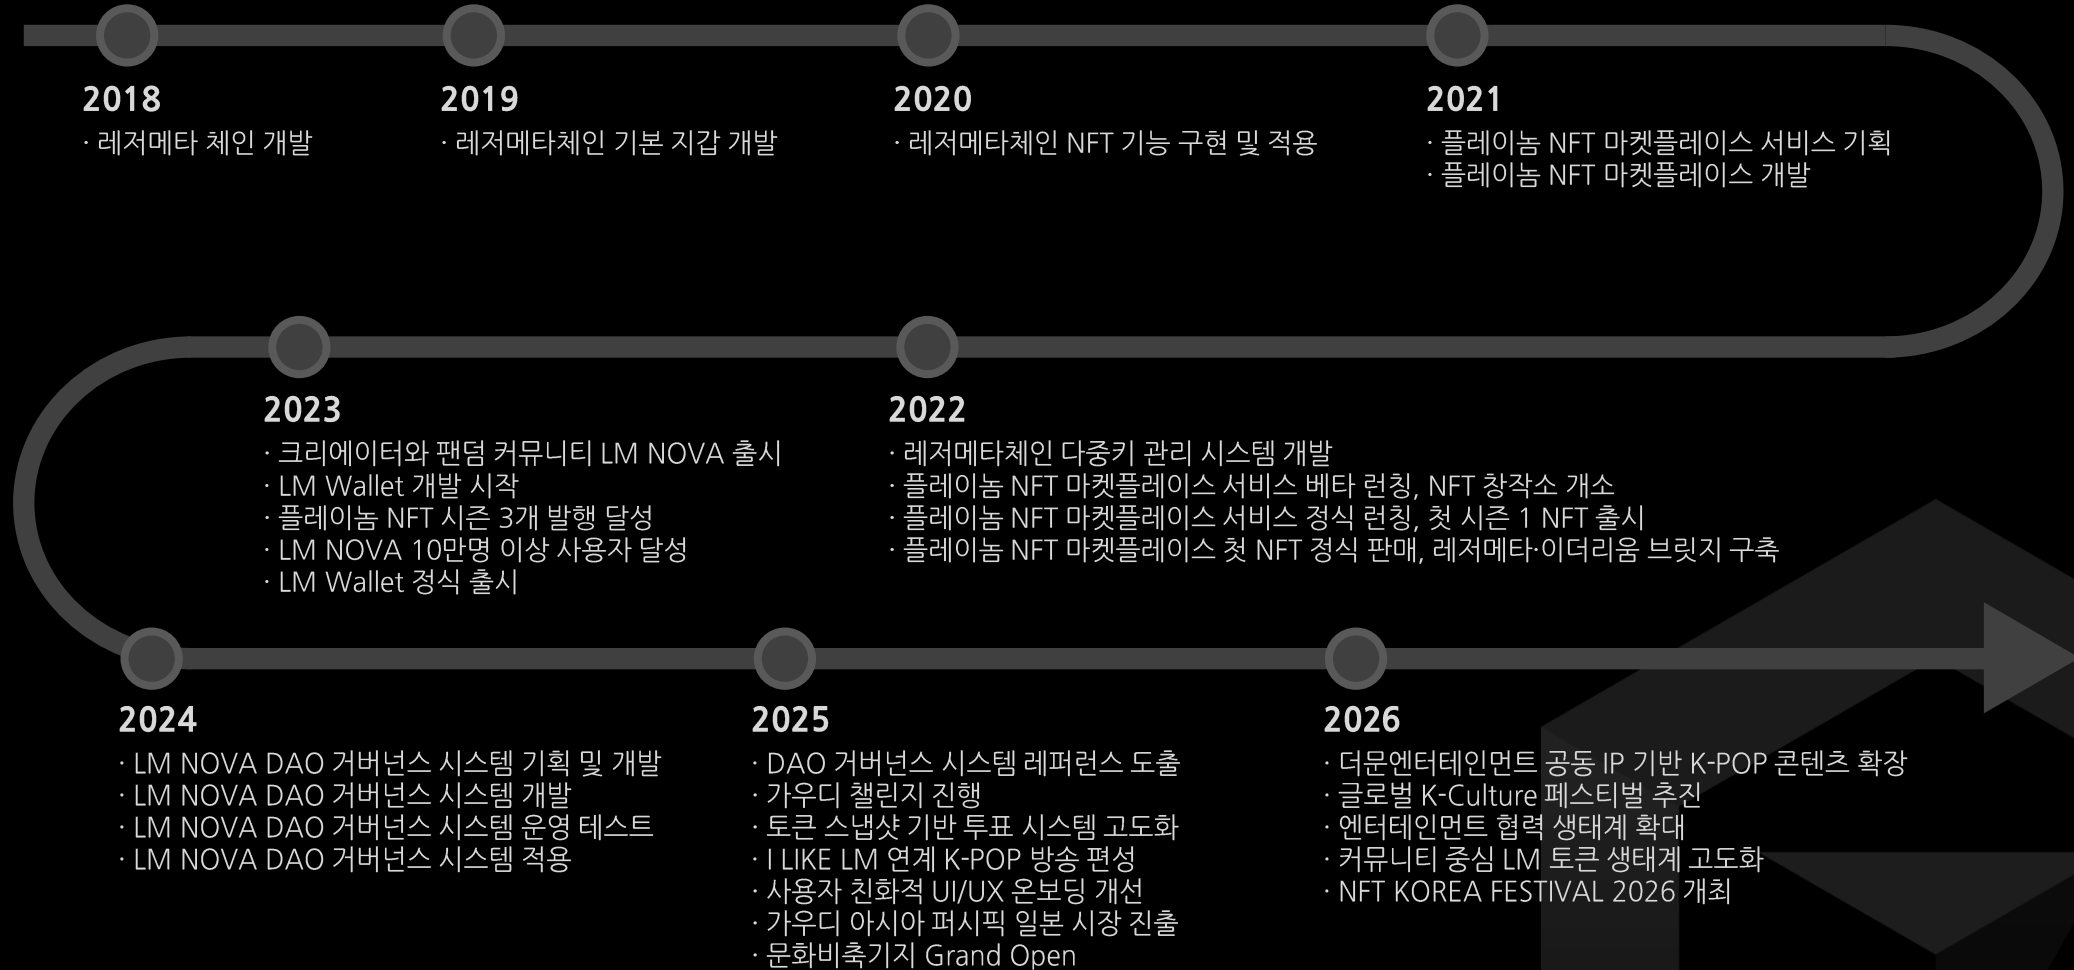 2018
· 레저메타 체인 개발
2019
· 레저메타체인 기본 지갑 개발
2020
· 레저메타체인 NFT 기능 구현 및 적용
2021
· 플레이놈 NFT 마켓플레이스 서비스 기획
· 플레이놈 NFT 마켓플레이스 개발
2022
· 레저메타체인 다중키 관리 시스템 개발
· 플레이놈 NFT 마켓플레이스 서비스 베타 런칭, NFT 창작소 개소
· 플레이놈 NFT 마켓플레이스 서비스 정식 런칭, 첫 시즌 1 NFT 출시
· 플레이놈 NFT 마켓플레이스 첫 NFT 정식 판매, 레저메타·이더리움 브릿지 구축
2023
· 크리에이터와 팬덤 커뮤니티 LM NOVA 출시
· LM Wallet 개발 시작
· 플레이놈 NFT 시즌 3개 발행 달성
· LM NOVA 10만명 이상 사용자 달성
· LM Wallet 정식 출시
2024
· LM NOVA DAO 거버넌스 시스템 기획 및 개발
· LM NOVA DAO 거버넌스 시스템 개발
· LM NOVA DAO 거버넌스 시스템 운영 테스트
· LM NOVA DAO 거버넌스 시스템 적용
2025
· DAO 거버넌스 시스템 레퍼런스 도출
· 가우디 챌린지 진행
· 토큰 스냅샷 기반 투표 시스템 고도화
· I LIKE LM 연계 K-POP 방송 편성
· 사용자 친화적 UI/UX 온보딩 개선
· 가우디 아시아 퍼시픽 일본 시장 진출
· 문화비축기지 Grand Open
2026
· 더문엔터테인먼트 공동 IP 기반 K-POP 콘텐츠 확장
· 글로벌 K-Culture 페스티벌 추진
· 엔터테인먼트 협력 생태계 확대
· 커뮤니티 중심 LM 토큰 생태계 고도화
· NFT KOREA FESTIVAL 2026 개최